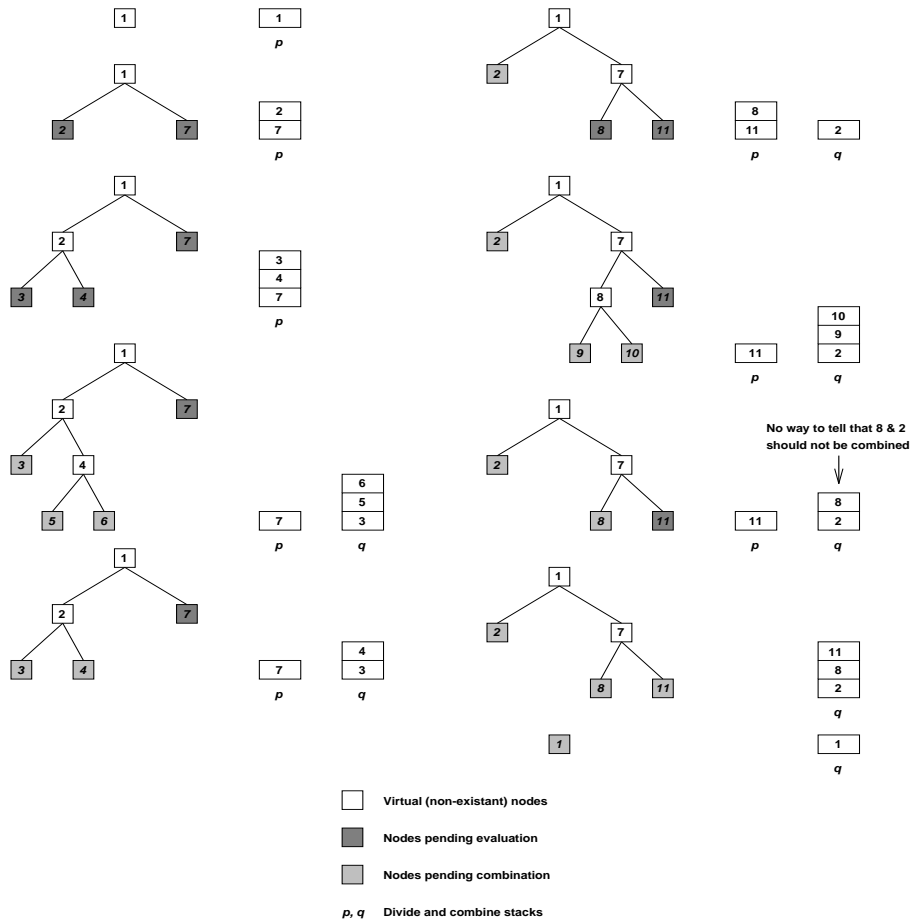 1 1
p
1
2
2 7 7
p
1
2 7
3
4
3 4 7
p
1
2 7
3 4
6
5
5 6 7 3
p q
1
2 7
4
3 4 7 3
p q
1
2 7
8
8 11 11 2
p q
1
2 7
8 11
10
9
9 10 11 2
p q
1
No way to tell that 8 & 2
should not be combined
2 7
8
8 11 11 2
p q
1
2 7
11
8
8 11 2
q
1 1
q
Virtual (non-existant) nodes
Nodes pending evaluation
Nodes pending combination
p, q Divide and combine stacks